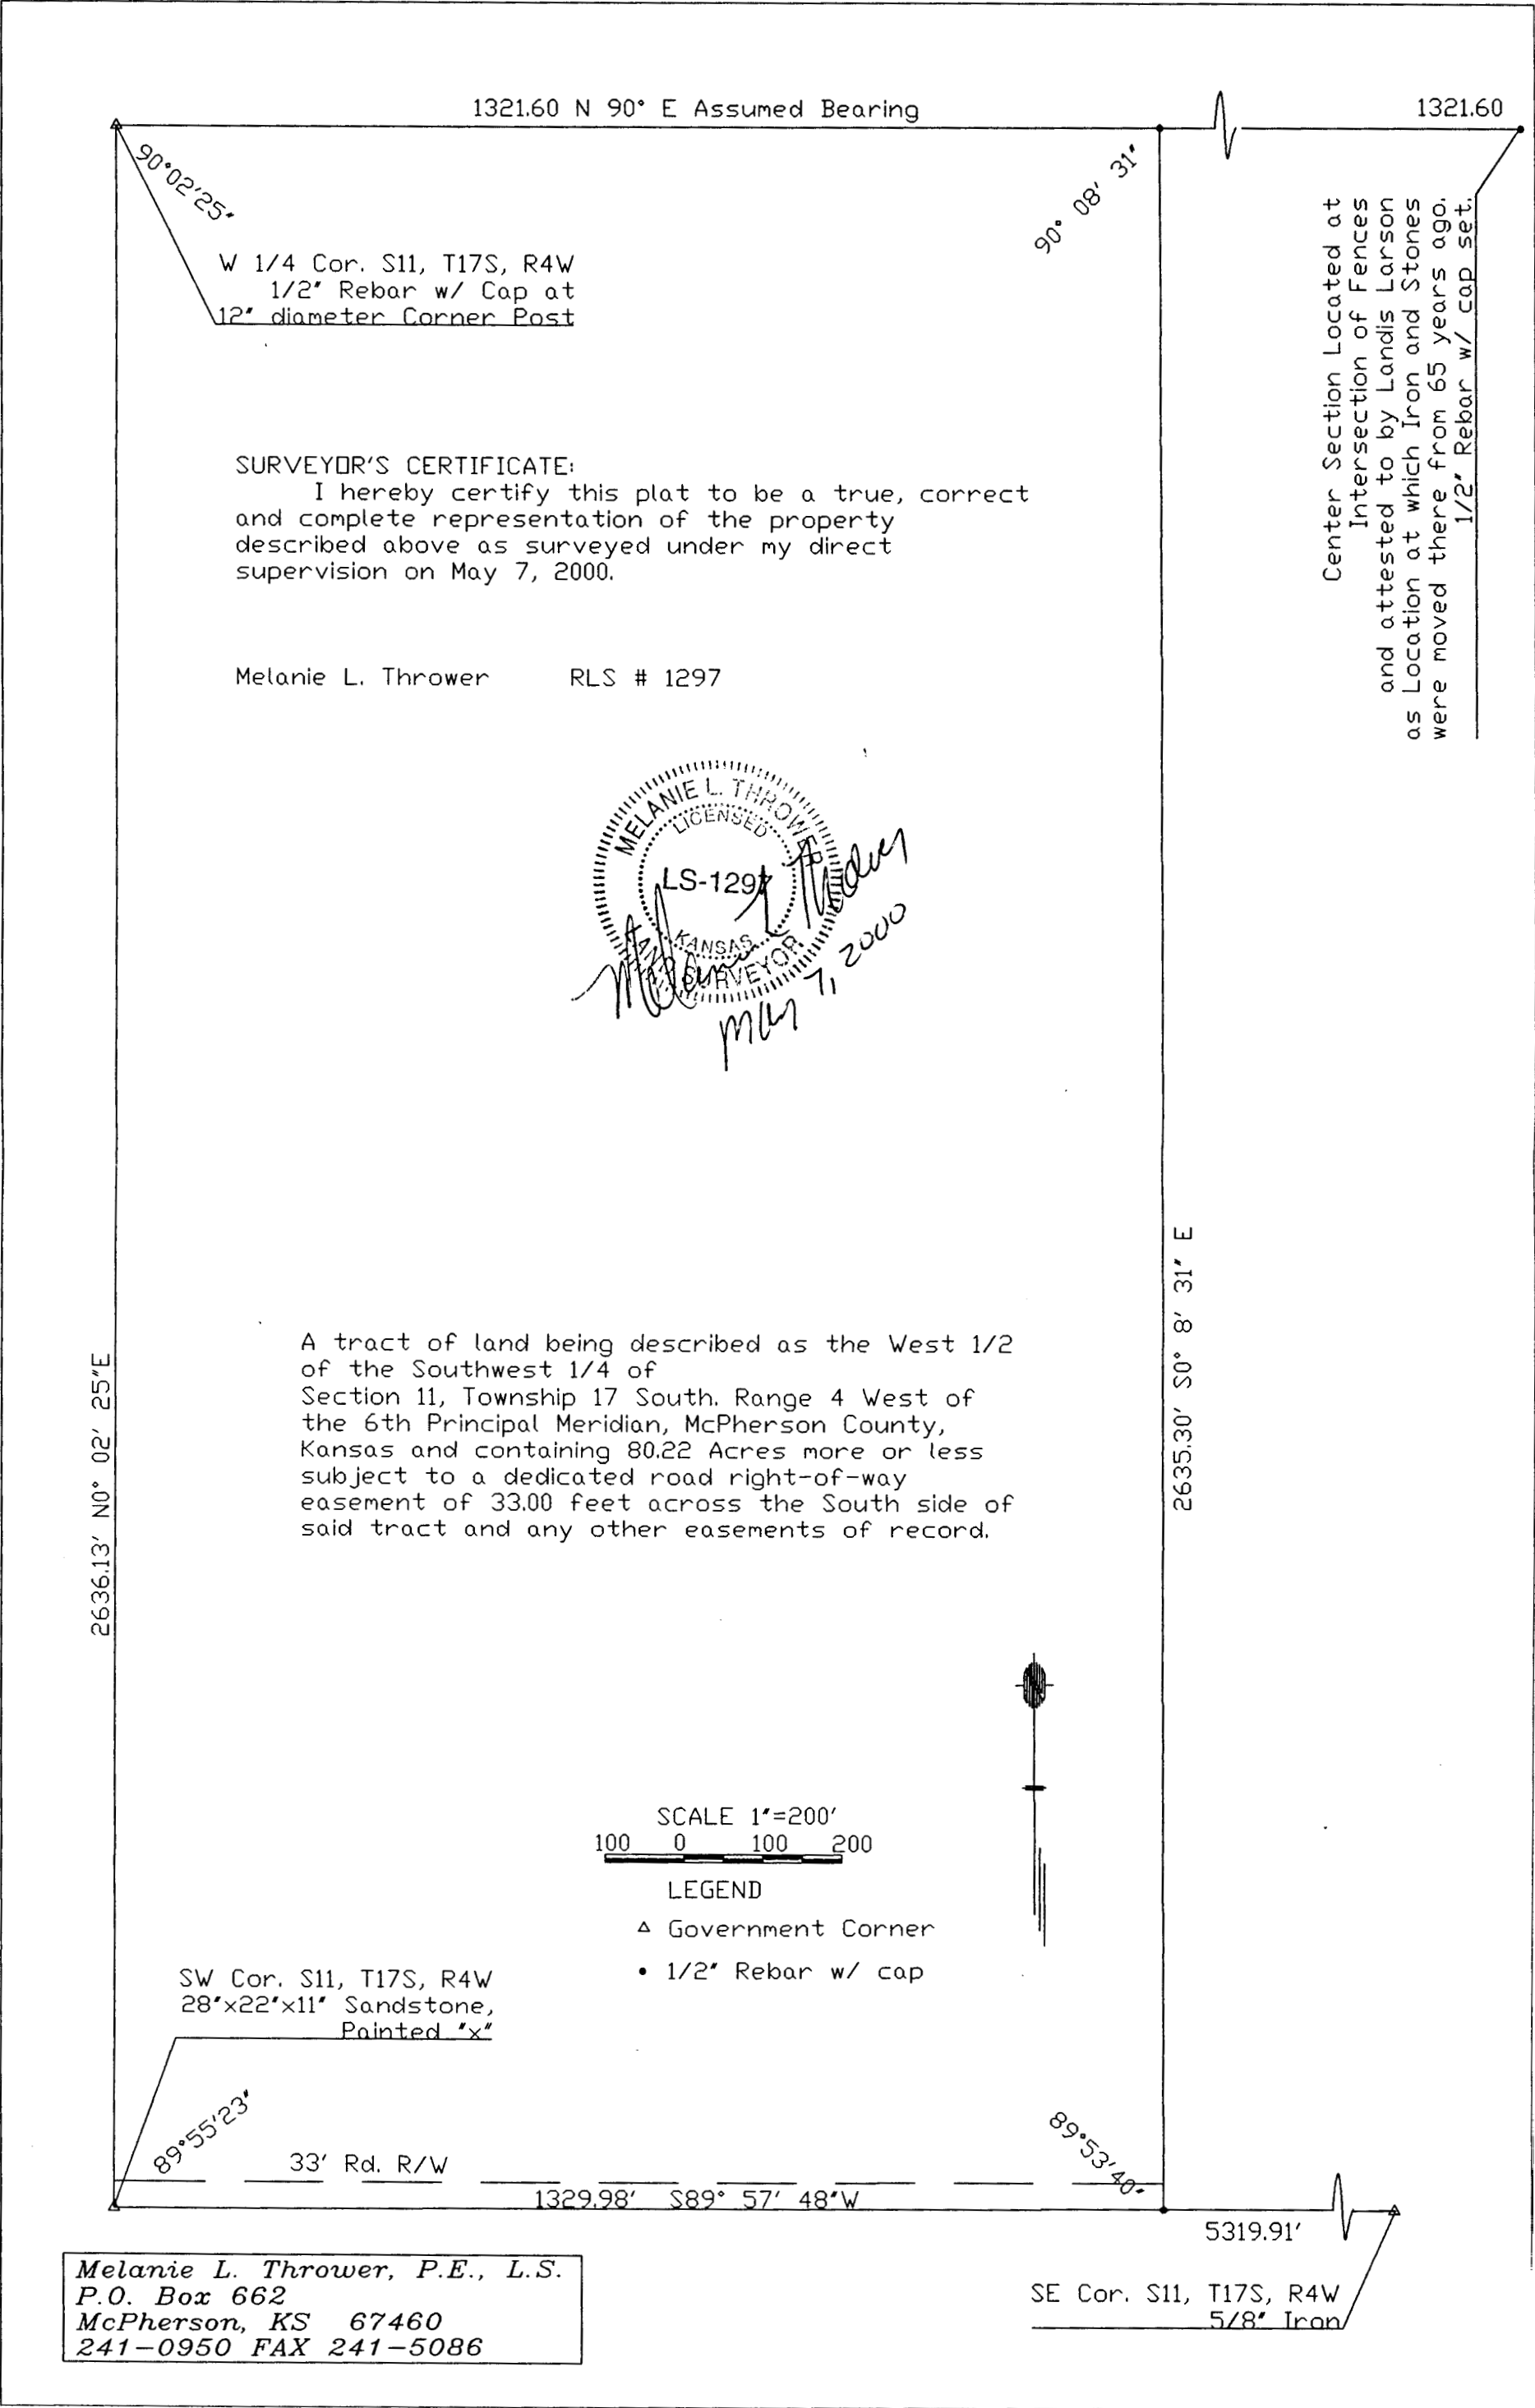 1321.60 N 90° E Assumed Bearing
1321.60
90°02'25"
90° 08' 31"
W 1/4 Cor. S11, T17S, R4W
1/2" Rebar w/ Cap at
12" diameter Corner Post
Center Section Located at
Intersection of Fences
and attested to by Landis Larson
as Location at which Iron and Stones
were moved there from 65 years ago.
1/2" Rebar w/ cap set.
SURVEYOR'S CERTIFICATE:
I hereby certify this plat to be a true, correct
and complete representation of the property
described above as surveyed under my direct
supervision on May 7, 2000.
Melanie L. Thrower RLS # 1297
MELANIE L. THROWER
LICENSED
LS-1297
KANSAS
LAND SURVEYOR
Melanie L Thrower
May 7, 2000
2636.13' N0° 02' 25"E
2635.30' S0° 8' 31" E
A tract of land being described as the West 1/2
of the Southwest 1/4 of
Section 11, Township 17 South. Range 4 West of
the 6th Principal Meridian, McPherson County,
Kansas and containing 80.22 Acres more or less
subject to a dedicated road right-of-way
easement of 33.00 feet across the South side of
said tract and any other easements of record.
SCALE 1"=200'
100 0 100 200
LEGEND
Government Corner
1/2" Rebar w/ cap
SW Cor. S11, T17S, R4W
28"x22"x11" Sandstone,
Painted "x"
89°55'23"
89°53'40"
33' Rd. R/W
1329.98' S89° 57' 48"W
5319.91'
SE Cor. S11, T17S, R4W
5/8" Iron
Melanie L. Thrower, P.E., L.S.
P.O. Box 662
McPherson, KS 67460
241-0950 FAX 241-5086